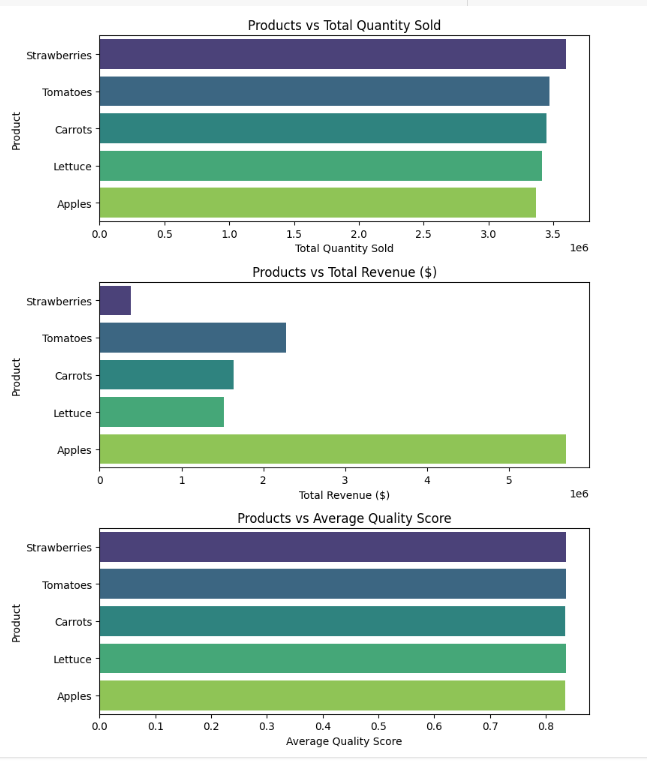 Products vs Total Quantity Sold
Product
Strawberries
Tomatoes
Carrots
Lettuce
Apples
0.0 0.5 1.0 1.5 2.0 2.5 3.0 3.5
Total Quantity Sold
1e6
Products vs Total Revenue ($)
Product
Strawberries
Tomatoes
Carrots
Lettuce
Apples
0 1 2 3 4 5
Total Revenue ($)
1e6
Products vs Average Quality Score
Product
Strawberries
Tomatoes
Carrots
Lettuce
Apples
0.0 0.1 0.2 0.3 0.4 0.5 0.6 0.7 0.8
Average Quality Score